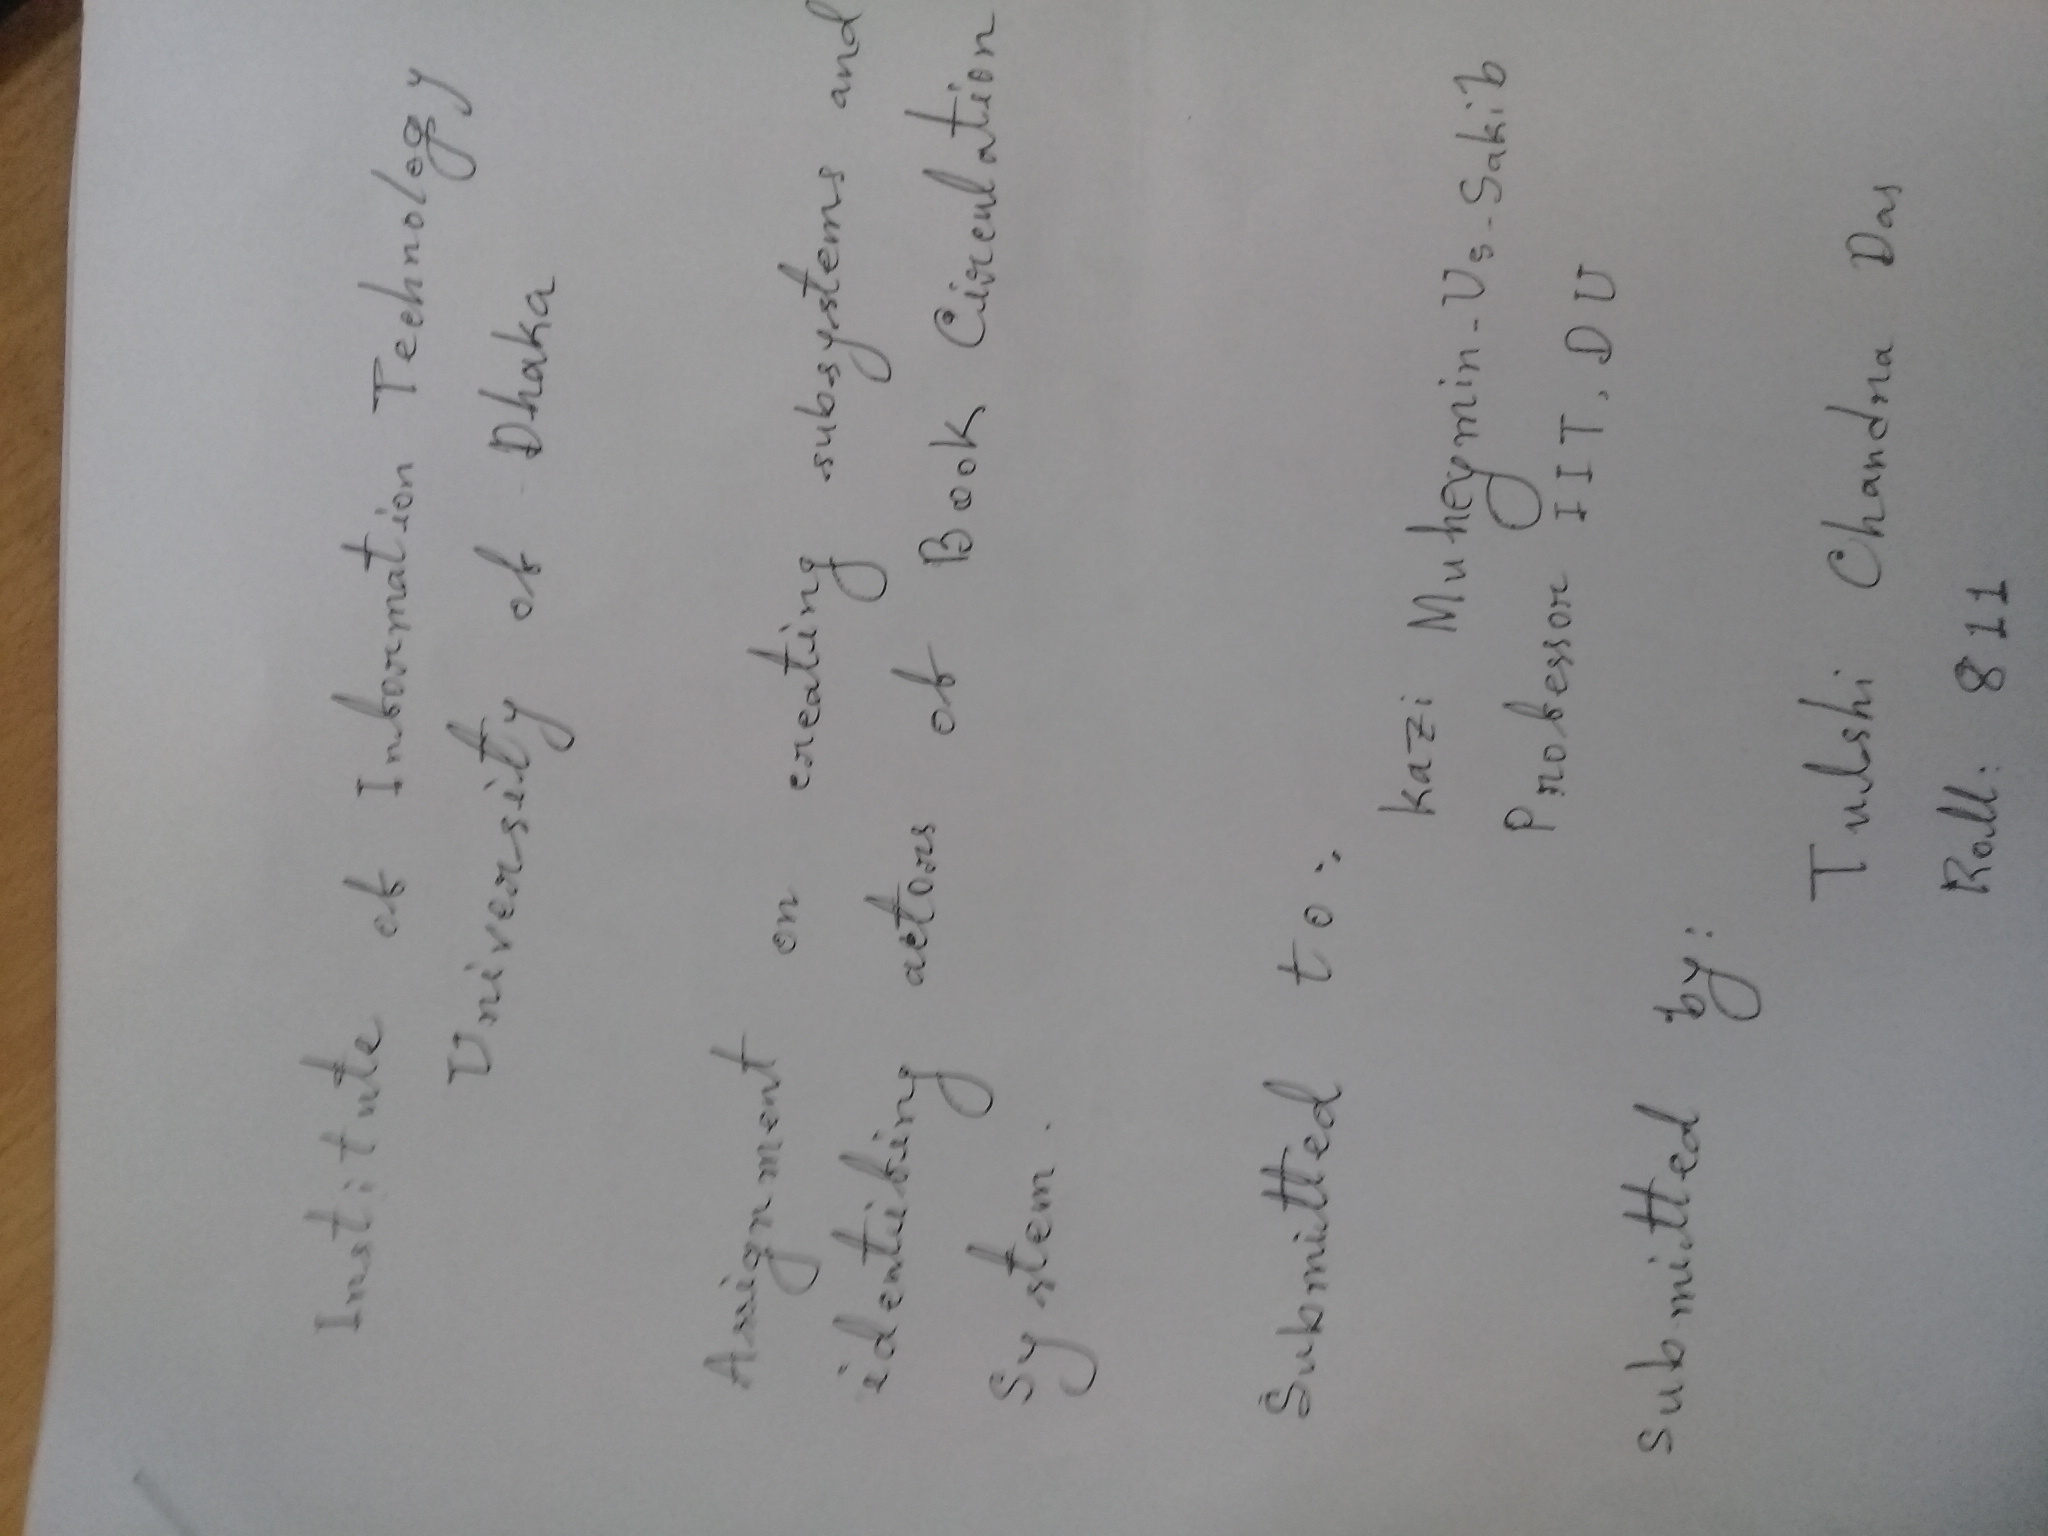 Institute of Information Technology
University of Dhaka
Assignment on creating subsystems and
identifing actors of Book Circulation
System.
Submitted to:
Kazi Muheymin-Us-Sakib
Professor IIT, DU
Submitted by:
Tulshi Chandra Das
Roll: 811